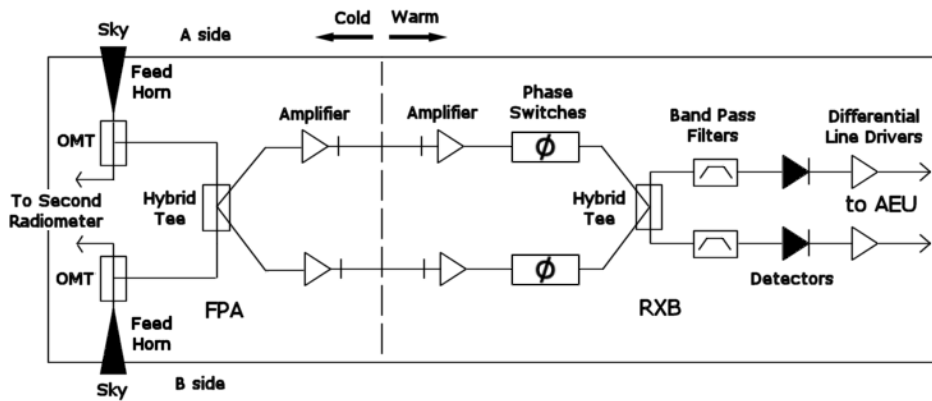 Sky
A side
Cold
Warm
Feed
Horn
OMT
To Second
Radiometer
OMT
Feed
Horn
Sky
B side
Hybrid
Tee
FPA
Amplifier
Amplifier
Phase
Switches
ϕ
ϕ
Hybrid
Tee
RXB
Band Pass
Filters
Detectors
Differential
Line Drivers
to AEU